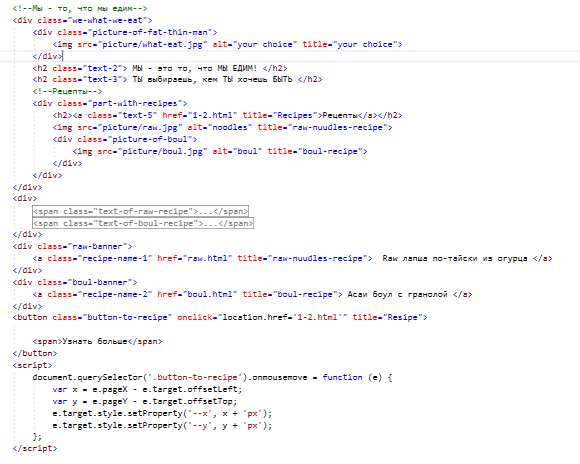 <!--Мы - то, что мы едим-->
<div class="we-what-we-eat">
<div class="picture-of-fat-thin-man">
<img src="picture/what-eat.jpg" alt="your choice" title="your choice">
</div>
<h2 class="text-2"> МЫ - это то, что МЫ ЕДИМ! </h2>
<h2 class="text-3"> ТЫ выбираешь, кем ТЫ хочешь БЫТЬ </h2>
<!--Рецепты-->
<div class="part-with-recipes">
<h2><a class="text-5" href="1-2.html" title="Recipes">Рецепты</a></h2>
<img src="picture/raw.jpg" alt="noodles" title="raw-nuudles-recipe">
<div class="picture-of-boul">
<img src="picture/boul.jpg" alt="boul" title="boul-recipe">
</div>
</div>
</div>
<div>
<span class="text-of-raw-recipe">...</span>
<span class="text-of-boul-recipe">...</span>
</div>
<div class="raw-banner">
<a class="recipe-name-1" href="raw.html" title="raw-nuudles-recipe">  Raw лапша по-тайски из огурца </a>
</div>
<div class="boul-banner">
<a class="recipe-name-2" href="boul.html" title="boul-recipe"> Асаи боул с гранолой </a>
</div>
<button class="button-to-recipe" onclick="location.href='1-2.html'" title="Resipe">
<span>Узнать больше</span>
</button>
<script>
document.querySelector('.button-to-recipe').onmousemove = function (e) {
var x = e.pageX - e.target.offsetLeft;
var y = e.pageY - e.target.offsetTop;
e.target.style.setProperty('--x', x + 'px');
e.target.style.setProperty('--y', y + 'px');
};
</script>